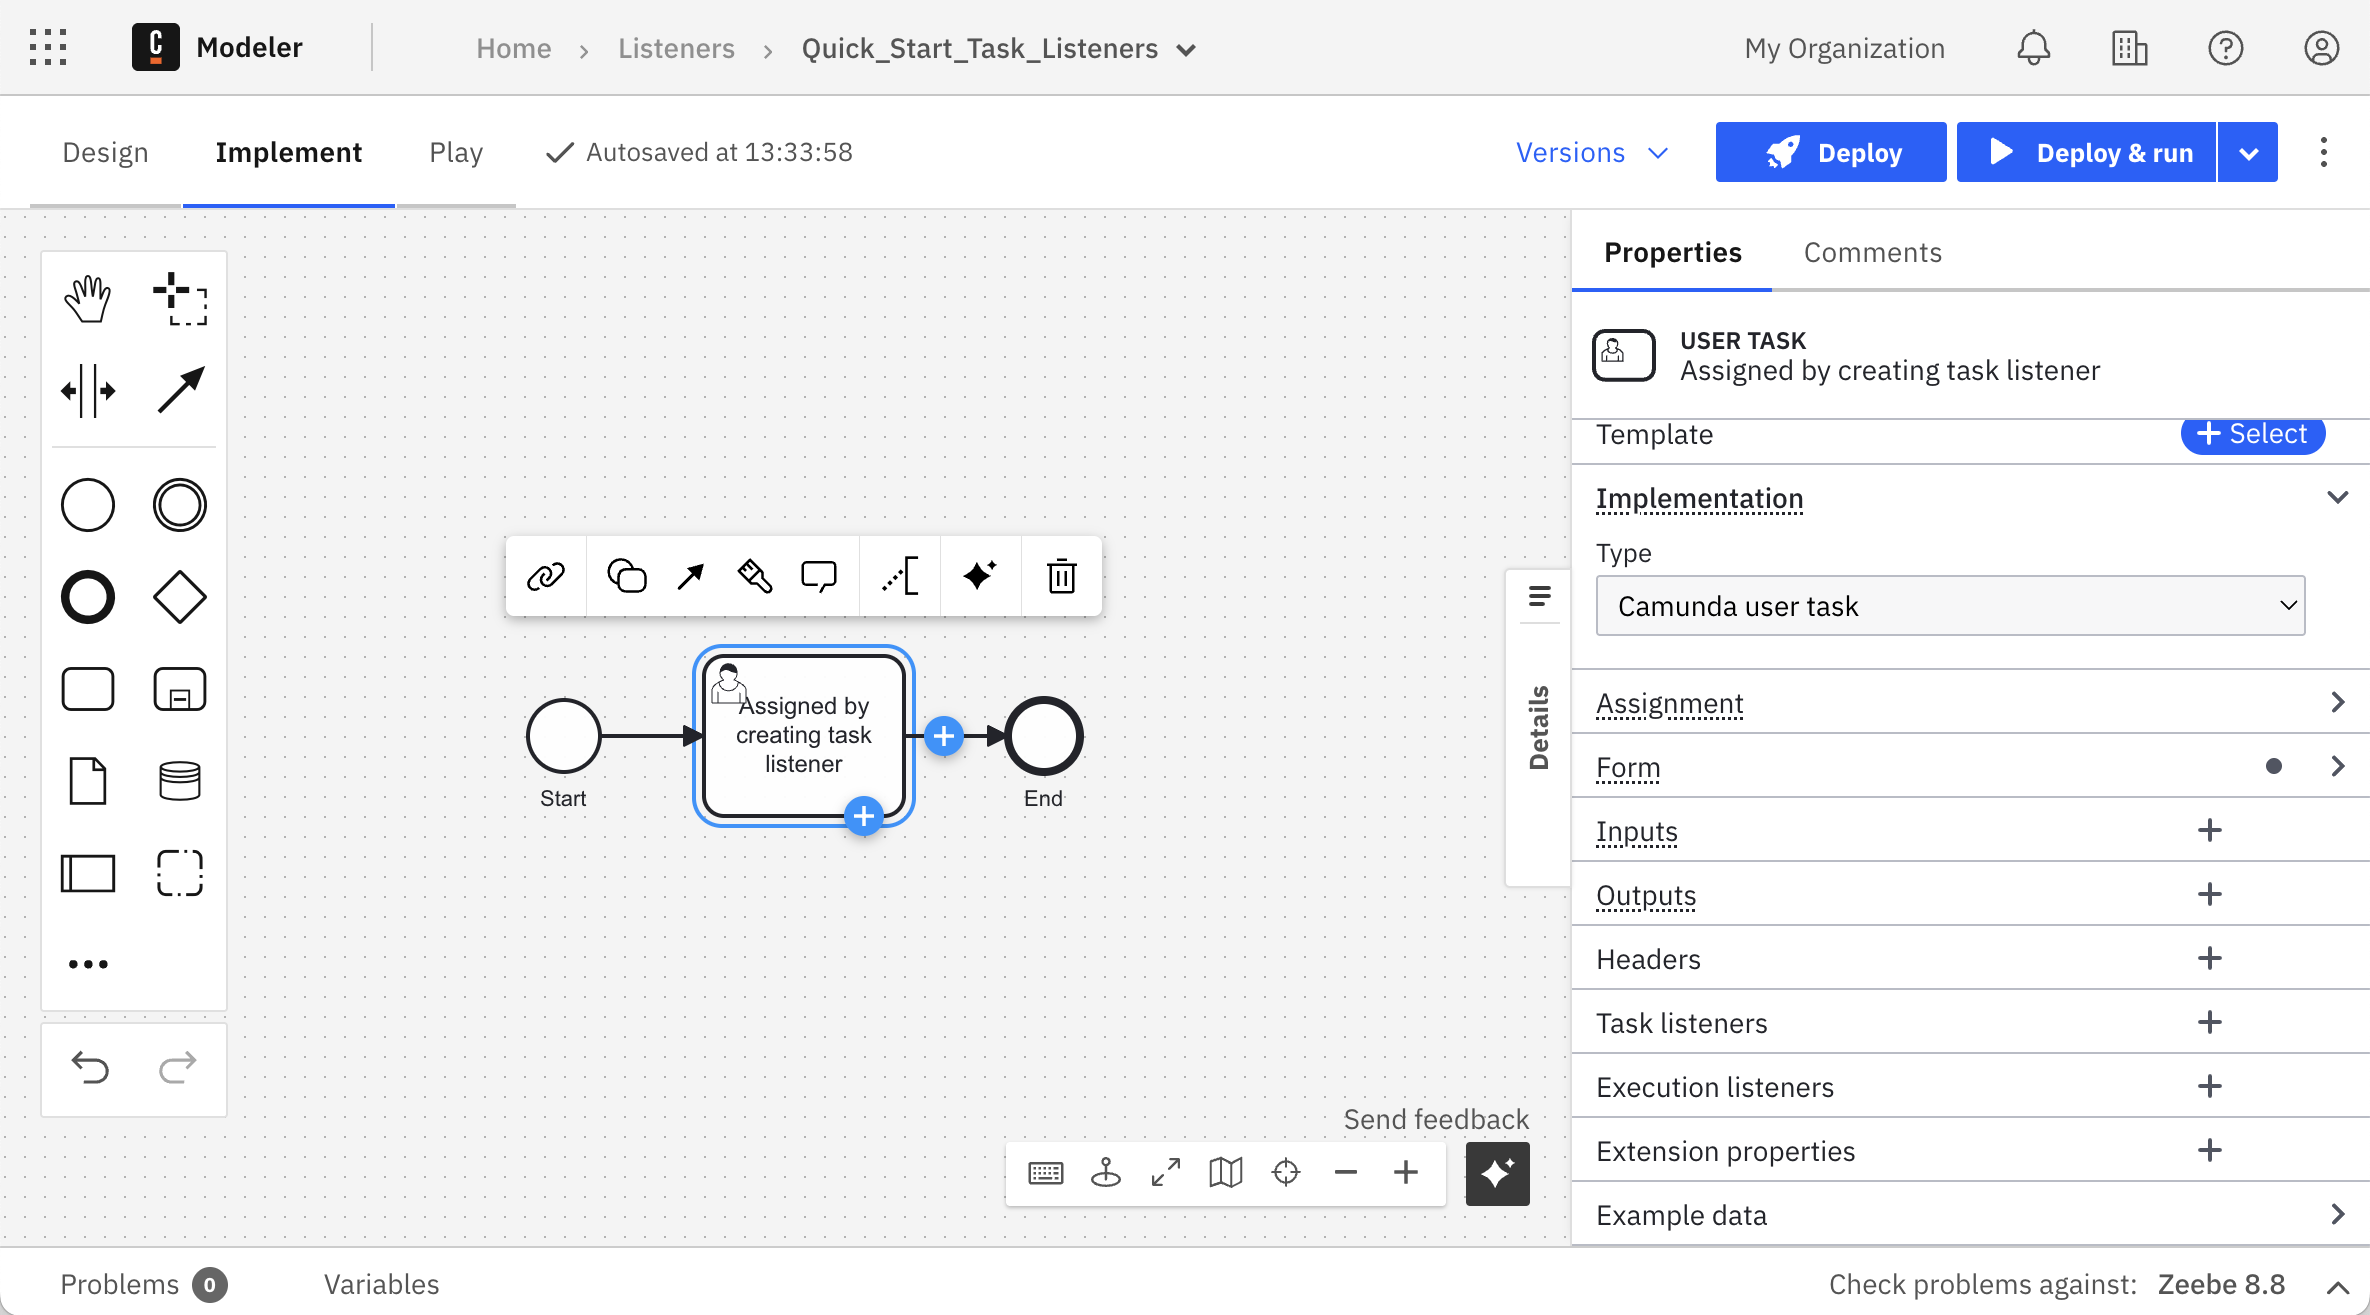 Modeler
Home
Listeners
Quick_Start_Task_Listeners
My Organization
Design
Implement
Play
Autosaved at 13:33:58
Versions
Deploy
Deploy & run
Properties
Comments
USER TASK
Assigned by creating task listener
Template
Select
Implementation
Type
Camunda user task
Assignment
Form
Inputs
Outputs
Headers
Task listeners
Execution listeners
Extension properties
Example data
Details
Assigned by
creating task
listener
Start
End
Send feedback
Problems 0
Variables
Check problems against: Zeebe 8.8